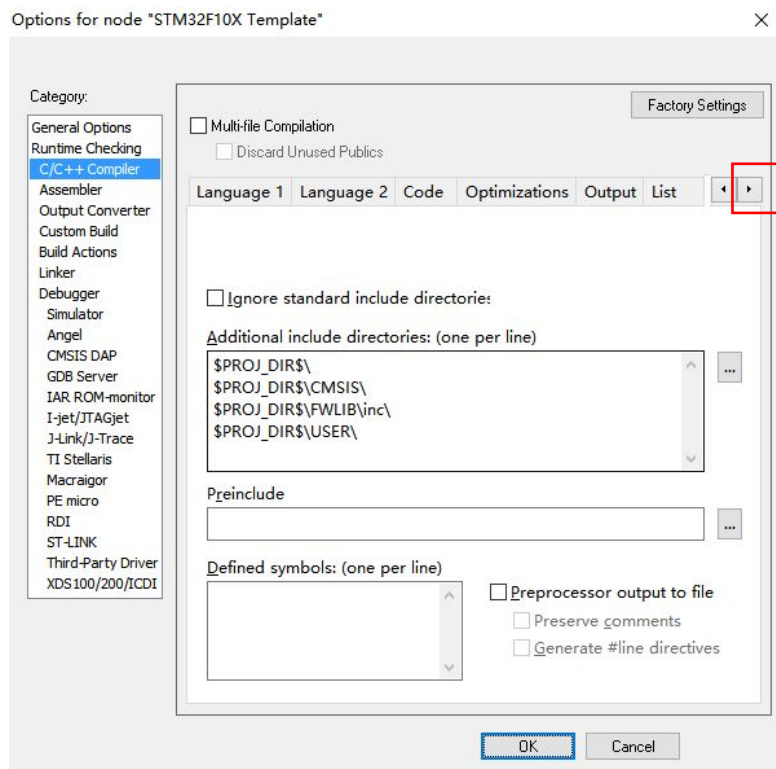 Options for node "STM32F10X Template"
Category:
General Options
Runtime Checking
C/C++ Compiler
Assembler
Output Converter
Custom Build
Build Actions
Linker
Debugger
Simulator
Angel
CMSIS DAP
GDB Server
IAR ROM-monitor
I-jet/JTAGjet
J-Link/J-Trace
TI Stellaris
Macraigor
PE micro
RDI
ST-LINK
Third-Party Driver
XDS100/200/ICDI
Factory Settings
Multi-file Compilation
Discard Unused Publics
Language 1 Language 2 Code Optimizations Output List
Ignore standard include directories
Additional include directories: (one per line)
$PROJ_DIR$\
$PROJ_DIR$\CMSIS\
$PROJ_DIR$\FWLIB\inc\
$PROJ_DIR$\USER\
...
Preinclude
...
Defined symbols: (one per line)
Preprocessor output to file
Preserve comments
Generate #line directives
OK Cancel